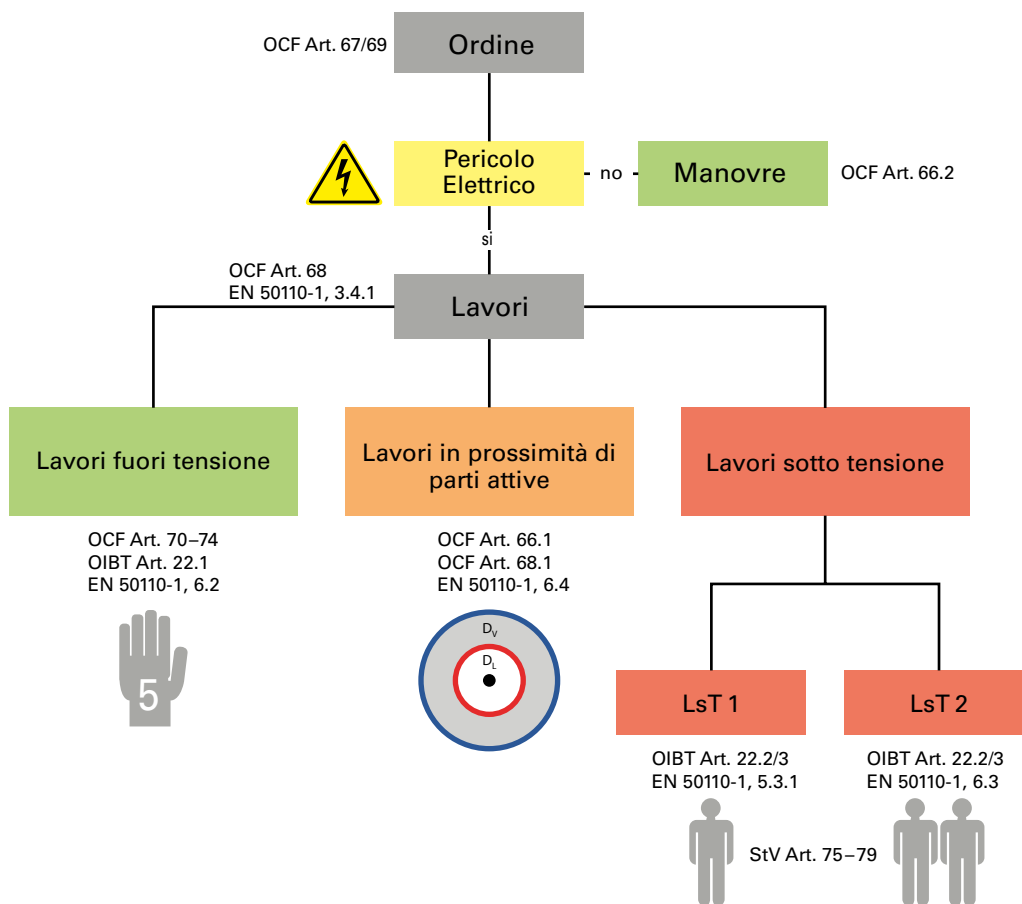 OCF Art. 67/69
Ordine
Pericolo
Elettrico
no
Manovre
OCF Art. 66.2
si
OCF Art. 68
EN 50110-1, 3.4.1
Lavori
Lavori fuori tensione
Lavori in prossimità di
parti attive
Lavori sotto tensione
OCF Art. 70–74
OIBT Art. 22.1
EN 50110-1, 6.2
5
OCF Art. 66.1
OCF Art. 68.1
EN 50110-1, 6.4
DV
DL
LsT 1
LsT 2
OIBT Art. 22.2/3
EN 50110-1, 5.3.1
OIBT Art. 22.2/3
EN 50110-1, 6.3
StV Art. 75–79